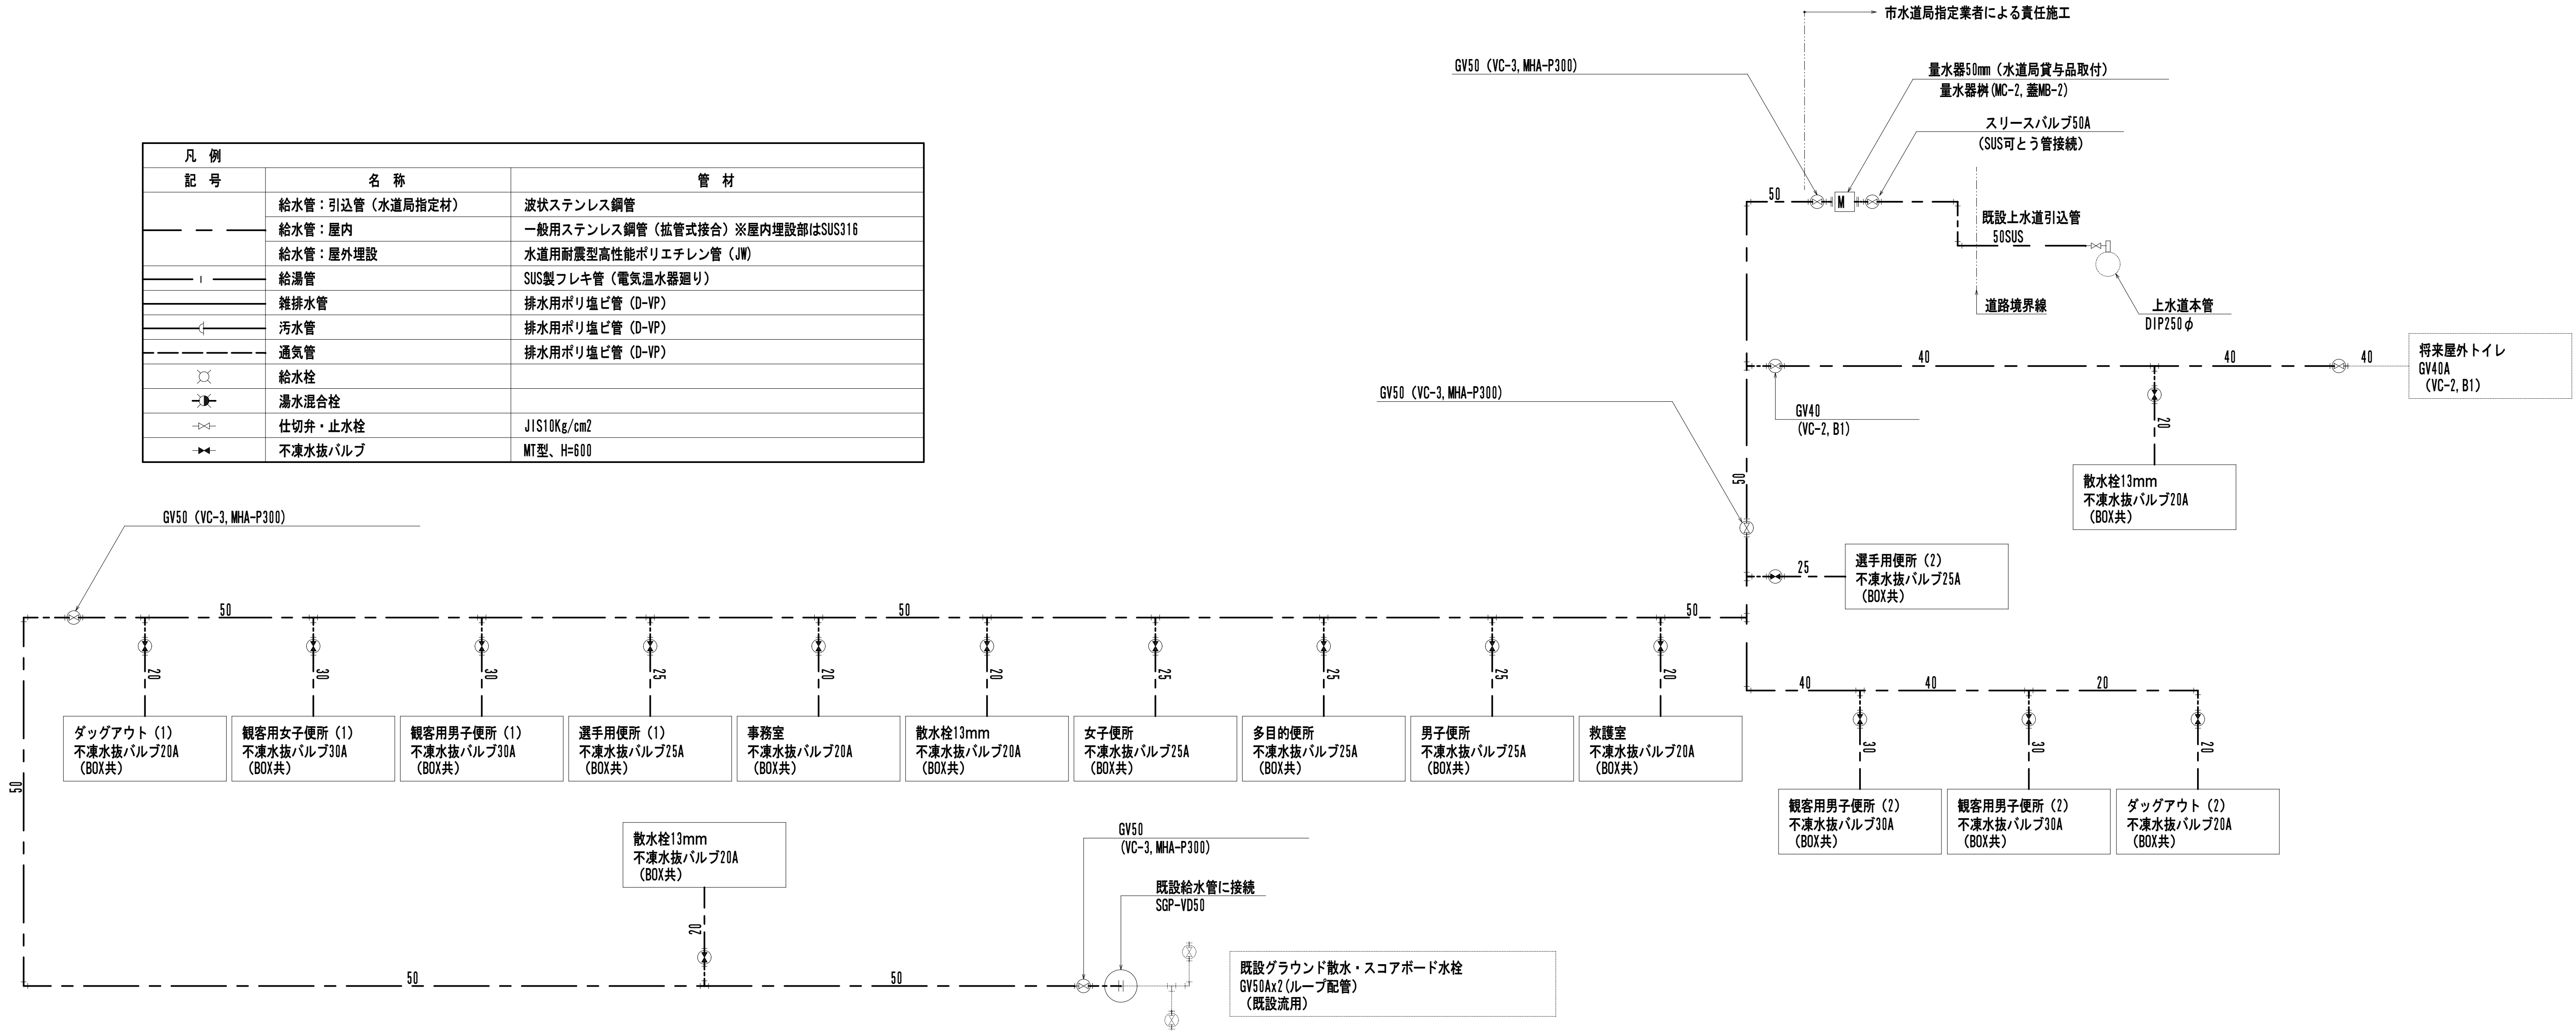 市水道局指定業者による責任施工
GV50 (VC-3,MHA-P300)
量水器50mm（水道局貸与品取付）
量水器桝(MC-2,蓋MB-2)
スリースバルブ50A
(SUS可とう管接続)
50
M
既設上水道引込管
50SUS
道路境界線
上水道本管
DIP250φ
凡 例
記 号 名 称 管 材
給水管：引込管（水道局指定材） 波状ステンレス鋼管
給水管：屋内 一般用ステンレス鋼管（拡管式接合）※屋内埋設部はSUS316
給水管：屋外埋設 水道用耐震型高性能ポリエチレン管（JW)
給湯管 SUS製フレキ管（電気温水器廻り）
雑排水管 排水用ポリ塩ビ管（D-VP）
汚水管 排水用ポリ塩ビ管（D-VP）
通気管 排水用ポリ塩ビ管（D-VP）
給水栓
湯水混合栓
仕切弁・止水栓 JIS10Kg/cm2
不凍水抜バルブ MT型、H=600
40
40
40
将来屋外トイレ
GV40A
(VC-2,B1)
GV50 (VC-3,MHA-P300)
GV40
(VC-2,B1)
20
散水栓13mm
不凍水抜バルブ20A
（BOX共）
50
25
選手用便所（2）
不凍水抜バルブ25A
（BOX共）
GV50 (VC-3,MHA-P300)
50
50
50
20
30
30
25
20
20
25
25
25
20
ダッグアウト（1）
不凍水抜バルブ20A
（BOX共）
観客用女子便所（1）
不凍水抜バルブ30A
（BOX共）
観客用男子便所（1）
不凍水抜バルブ30A
（BOX共）
選手用便所（1）
不凍水抜バルブ25A
（BOX共）
事務室
不凍水抜バルブ20A
（BOX共）
散水栓13mm
不凍水抜バルブ20A
（BOX共）
女子便所
不凍水抜バルブ25A
（BOX共）
多目的便所
不凍水抜バルブ25A
（BOX共）
男子便所
不凍水抜バルブ25A
（BOX共）
救護室
不凍水抜バルブ20A
（BOX共）
40
40
20
30
30
20
観客用男子便所（2）
不凍水抜バルブ30A
（BOX共）
観客用男子便所（2）
不凍水抜バルブ30A
（BOX共）
ダッグアウト（2）
不凍水抜バルブ20A
（BOX共）
50
散水栓13mm
不凍水抜バルブ20A
（BOX共）
20
50
50
GV50
(VC-3,MHA-P300)
既設給水管に接続
SGP-VD50
既設グラウンド散水・スコアボード水栓
GV50Ax2(ループ配管）
（既設流用）